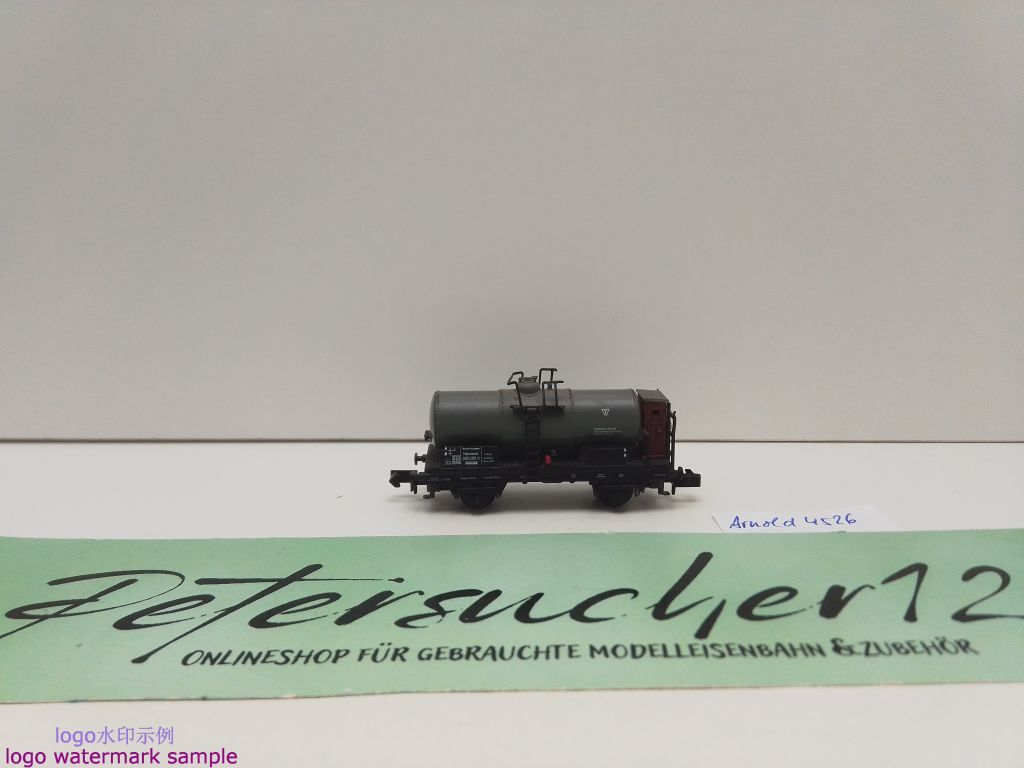 Hannover
Arnold 4526
Petersucher12
ONLINESHOP FÜR GEBRAUCHTE MODELLEISENBAHN & ZUBEHÖR
logo水印示例
logo watermark sample